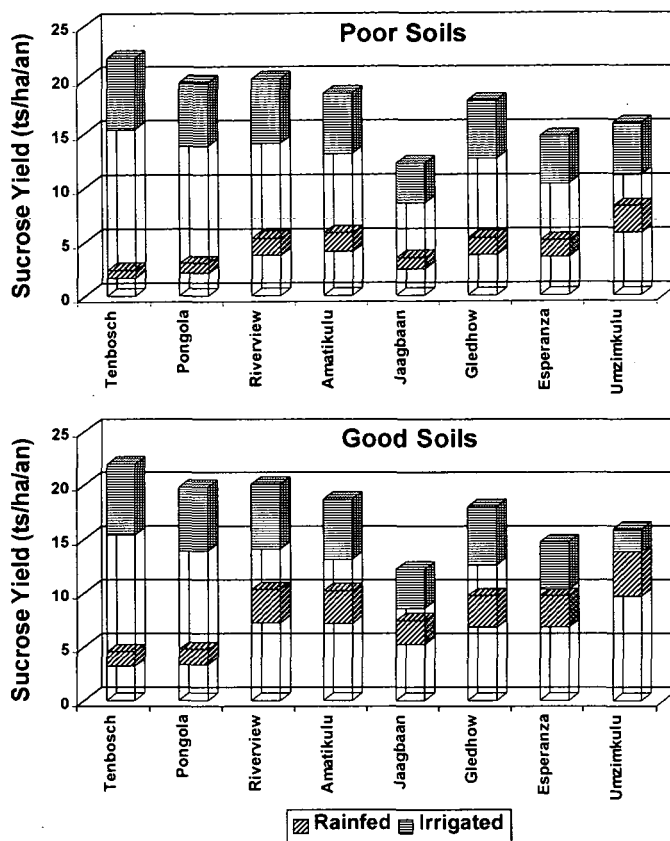 Poor Soils
Sucrose Yield (ts/ha/an)
25
20
15
10
5
0
Tenbosch
Pongola
Riverview
Amatikulu
Jaagbaan
Gledhow
Esperanza
Umzimkulu
Good Soils
Sucrose Yield (ts/ha/an)
25
20
15
10
5
0
Tenbosch
Pongola
Riverview
Amatikulu
Jaagbaan
Gledhow
Esperanza
Umzimkulu
Rainfed Irrigated